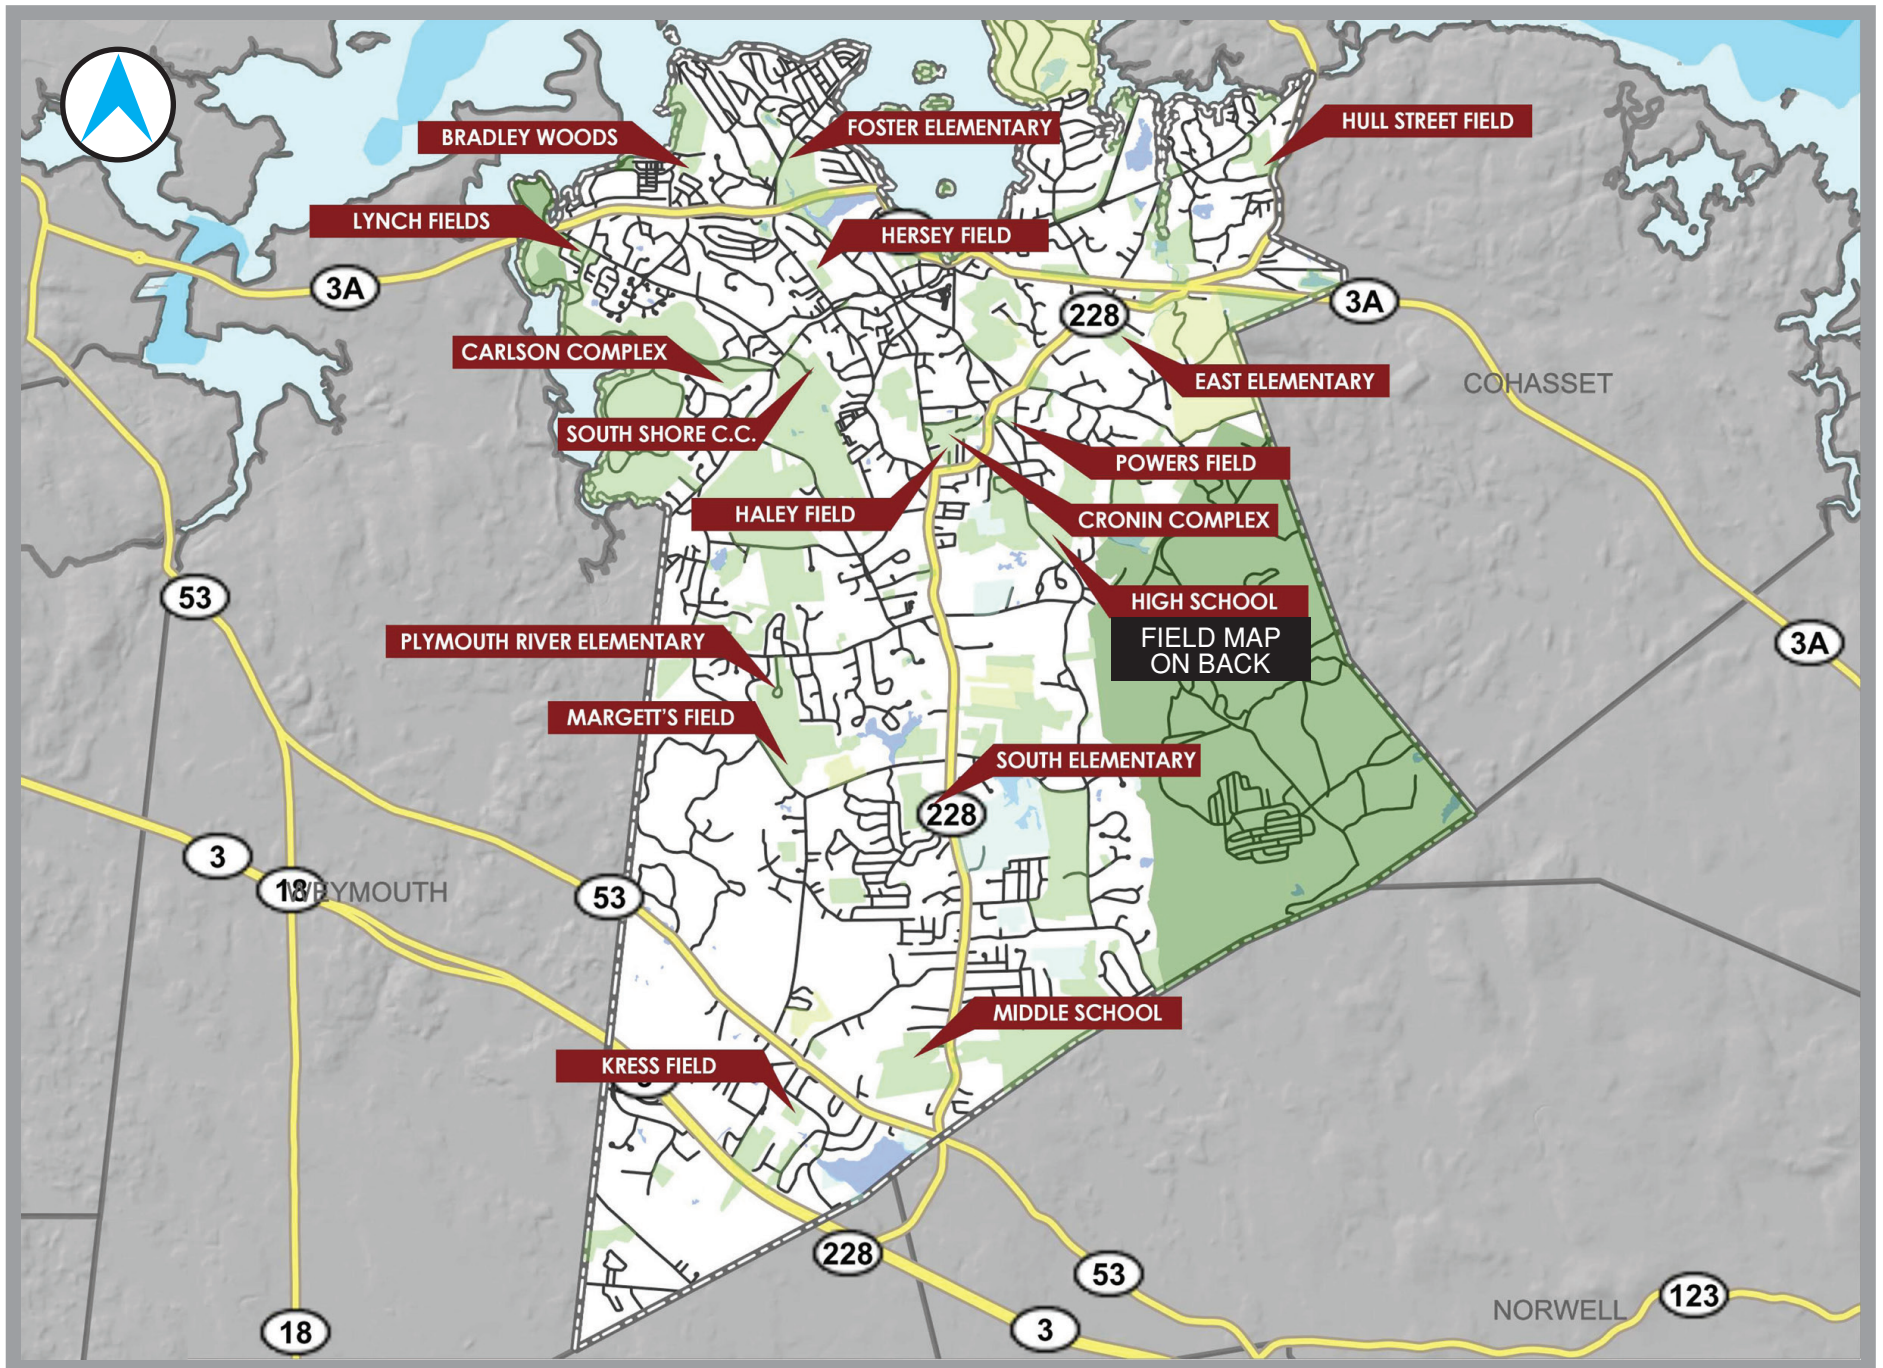 FOSTER ELEMENTARY
HULL STREET FIELD
BRADLEY WOODS
LYNCH FIELDS
HERSEY FIELD
3A
3A
228
CARLSON COMPLEX
EAST ELEMENTARY
COHASSET
SOUTH SHORE C.C.
POWERS FIELD
HALEY FIELD
CRONIN COMPLEX
53
HIGH SCHOOL
FIELD MAP
ON BACK
PLYMOUTH RIVER ELEMENTARY
3A
MARGETT'S FIELD
SOUTH ELEMENTARY
228
3
18
WEYMOUTH
53
MIDDLE SCHOOL
KRESS FIELD
228
53
123
NORWELL
18
3